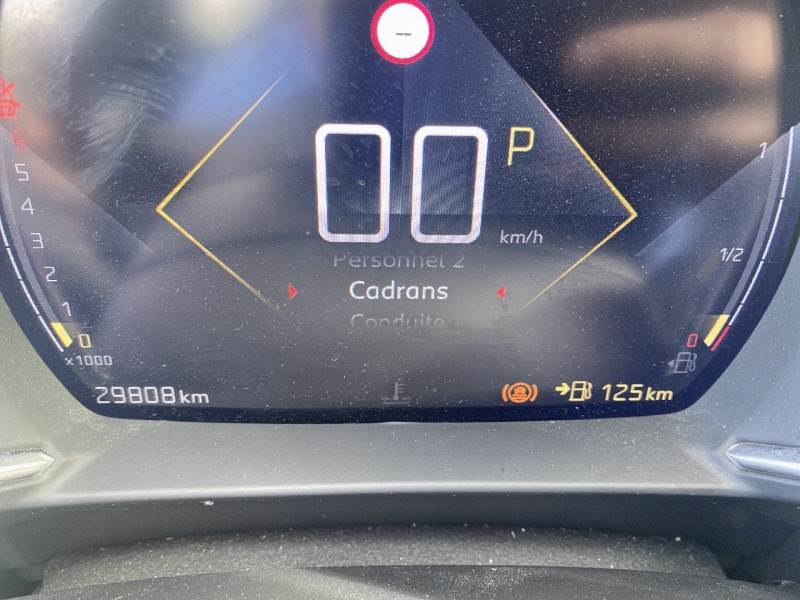 --
00
P
km/h
Personnel 2
Cadrans
Conduite
6
5
4
3
2
1
0
x1000
1
1/2
0
29808 km
125 km